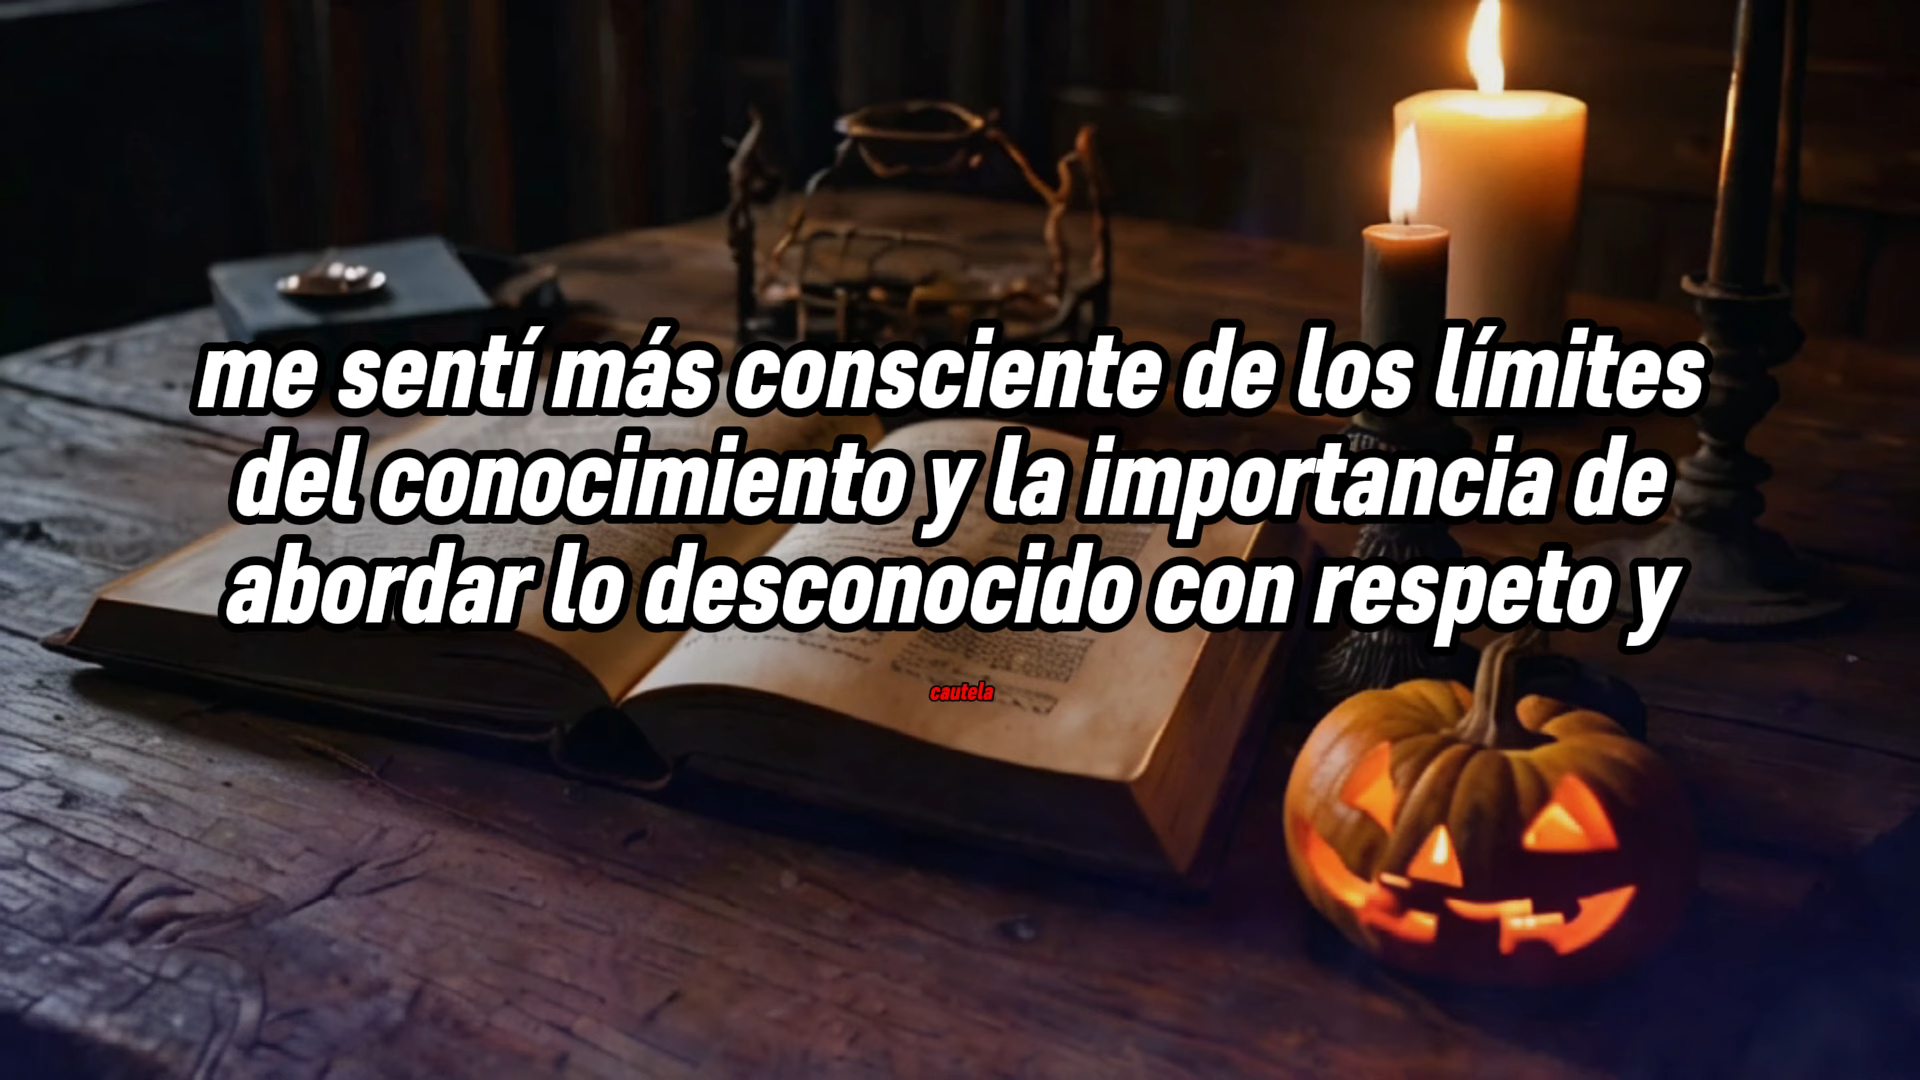 me sentí más consciente de los límites
del conocimiento y la importancia de
abordar lo desconocido con respeto y
cautela